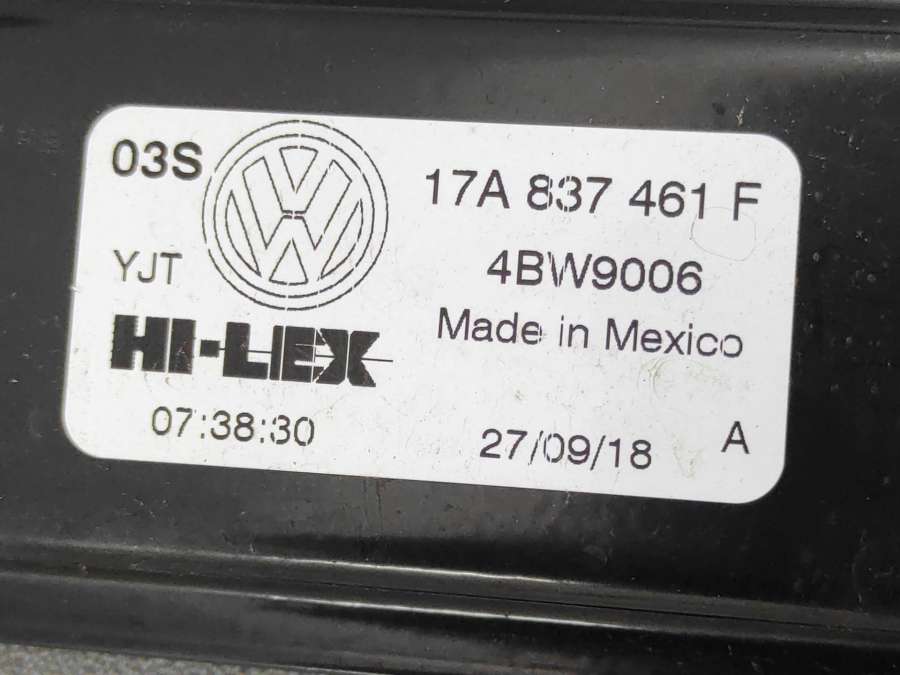 03S
17A 837 461 F
YJT
4BW9006
HI-LEX
Made in Mexico
07:38:30
27/09/18
A